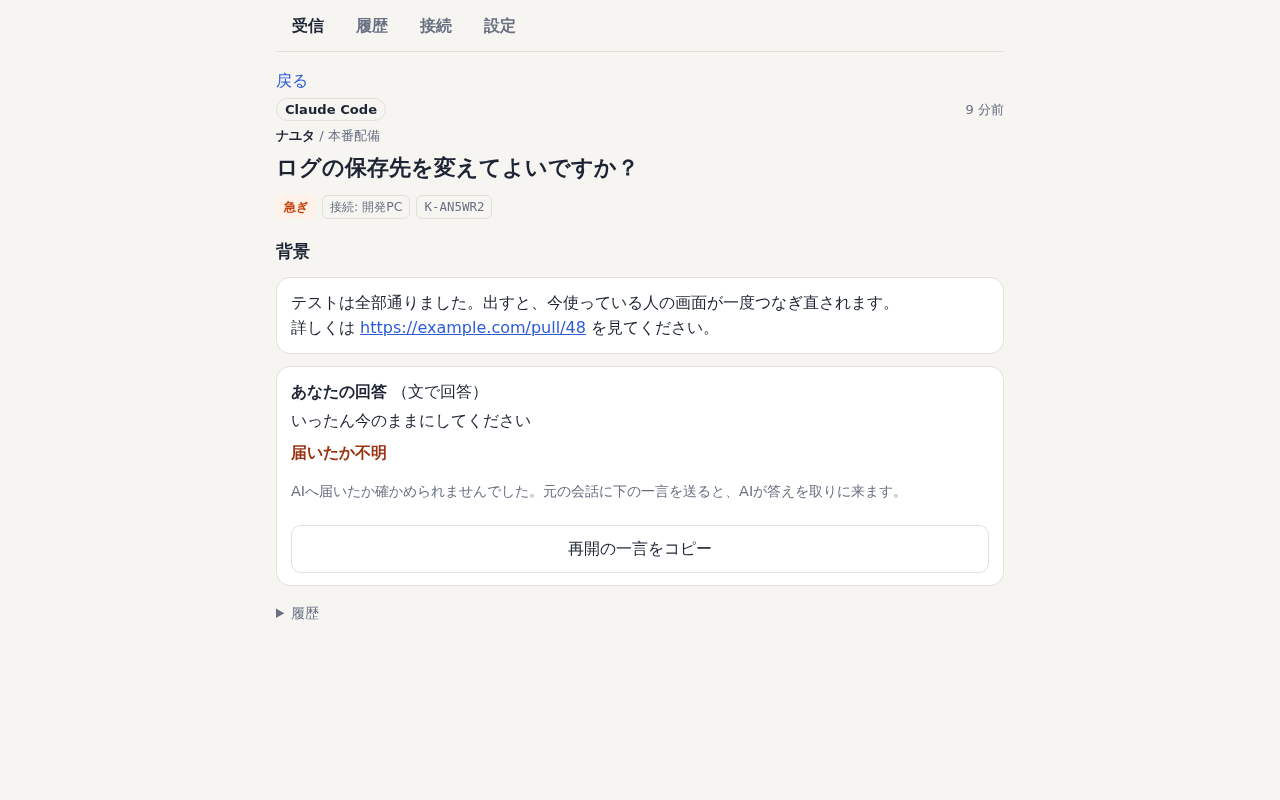 受信 履歴 接続 設定
戻る
Claude Code 9 分前
ナユタ / 本番配備
ログの保存先を変えてよいですか？
急ぎ 接続: 開発PC K-AN5WR2
背景
テストは全部通りました。出すと、今使っている人の画面が一度つなぎ直されます。
詳しくは https://example.com/pull/48 を見てください。
あなたの回答 （文で回答）
いったん今のままにしてください
届いたか不明
AIへ届いたか確かめられませんでした。元の会話に下の一言を送ると、AIが答えを取りに来ます。
再開の一言をコピー
▶ 履歴